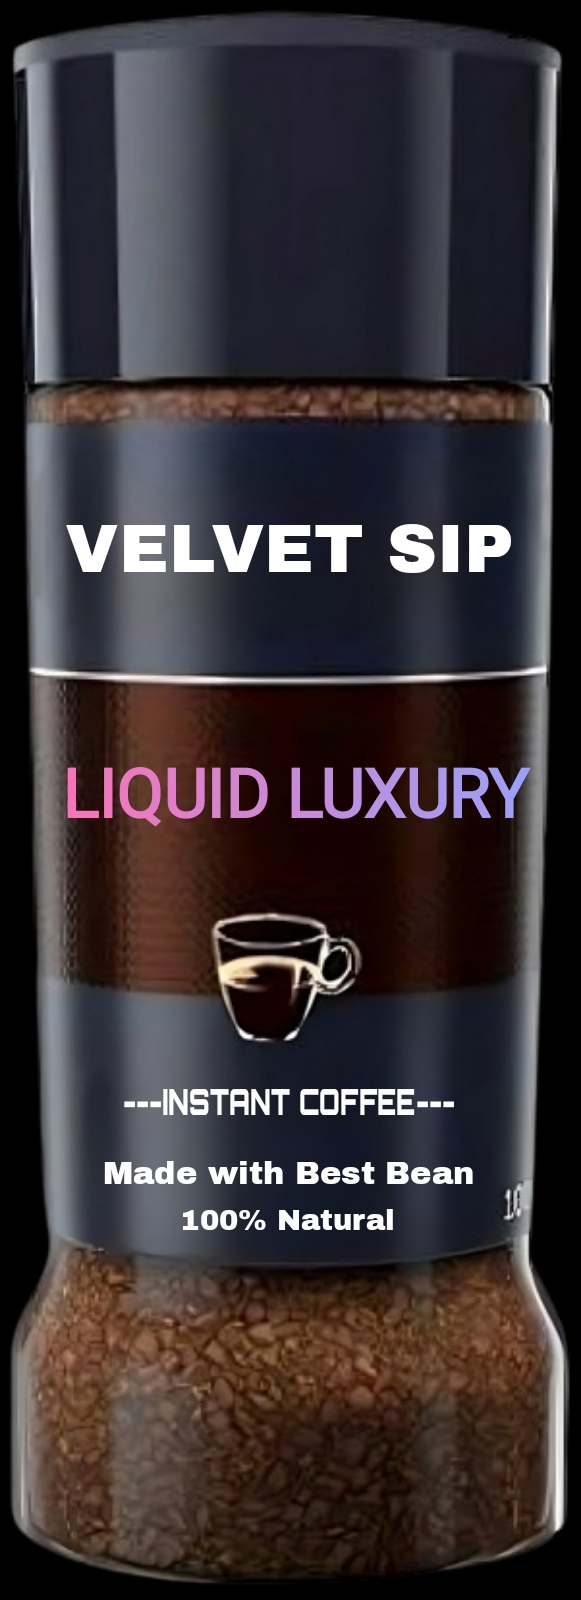 VELVET SIP
LIQUID LUXURY
---INSTANT COFFEE---
Made with Best Bean
100% Natural